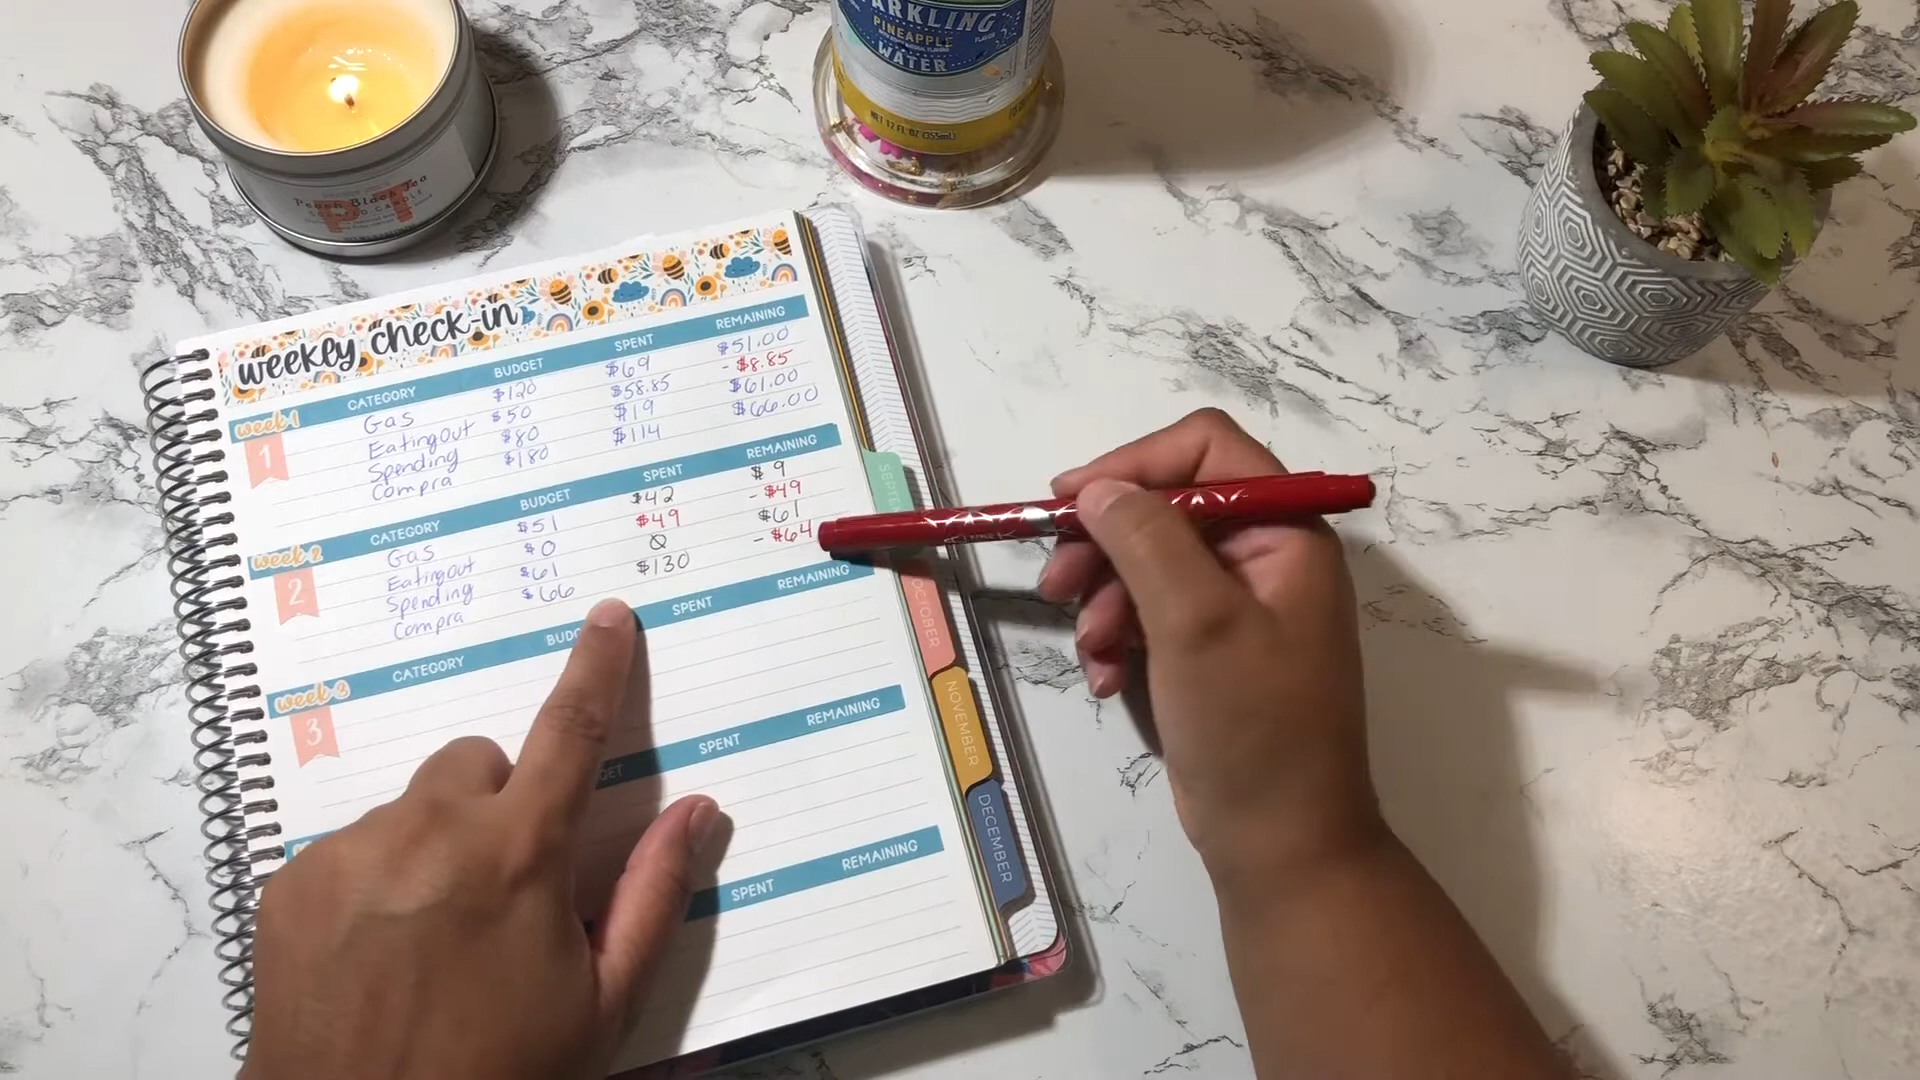 SPARKLING
PINEAPPLE
WATER
NET 12 FL OZ (355mL)
Peach Black Tea
SCENTED CANDLE
weekly check-in
week 1 CATEGORY BUDGET SPENT REMAINING
1 Gas $120 $69 $51.00
Eating out $50 $58.85 - $8.85
Spending $80 $19 $61.00
Compra $180 $114 $66.00
week 2 CATEGORY BUDGET SPENT REMAINING
2 Gas $51 $42 $9
Eating out $0 $49 - $49
Spending $61 0 $61
Compra $66 $130 - $64
week 3 CATEGORY SPENT REMAINING
3
SPENT REMAINING
SPENT REMAINING
OCTOBER
NOVEMBER
DECEMBER